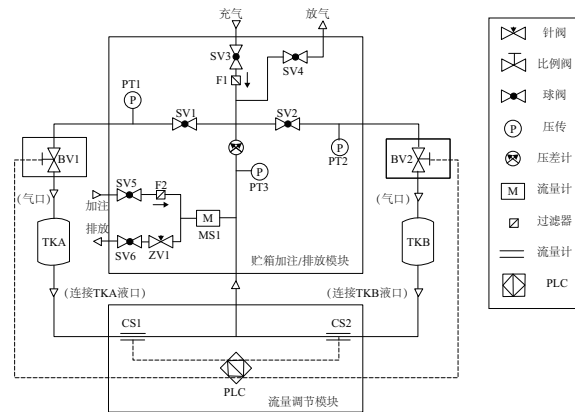 充气
放气
SV3
SV4
F1
PT1
P
SV1
SV2
P
PT2
BV1
BV2
P
PT3
(气口)
(气口)
SV5
F2
加注
M
MS1
排放
SV6
ZV1
TKA
TKB
贮箱加注/排放模块
(连接TKA液口)
(连接TKB液口)
CS1
CS2
PLC
流量调节模块
针阀
比例阀
球阀
P
压传
压差计
M
流量计
过滤器
流量计
PLC